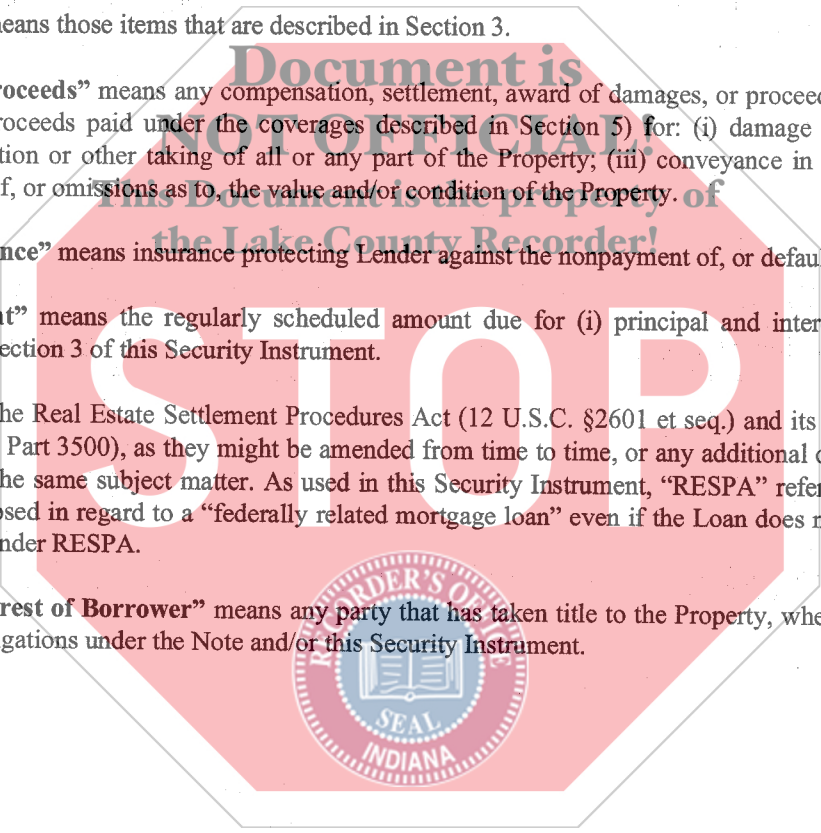 eans those items that are described in Section 3.
Document is
oceeds” means any compensation, settlement, award of damages, or proceed
NOT OFFICIAL!
roceeds paid under the coverages described in Section 5) for: (i) damage
tion or other taking of all or any part of the Property; (iii) conveyance in
This Document is the property of
f, or omissions as to, the value and/or condition of the Property.
the Lake County Recorder!
nce” means insurance protecting Lender against the nonpayment of, or defau
STOP
t” means the regularly scheduled amount due for (i) principal and inter
ection 3 of this Security Instrument.
he Real Estate Settlement Procedures Act (12 U.S.C. §2601 et seq.) and its
Part 3500), as they might be amended from time to time, or any additional
he same subject matter. As used in this Security Instrument, “RESPA” refer
sed in regard to a “federally related mortgage loan” even if the Loan does
nder RESPA.
rest of Borrower” means any party that has taken title to the Property, whe
gations under the Note and/or this Security Instrument.
RECORDER'S OFFICE
SEAL
INDIANA